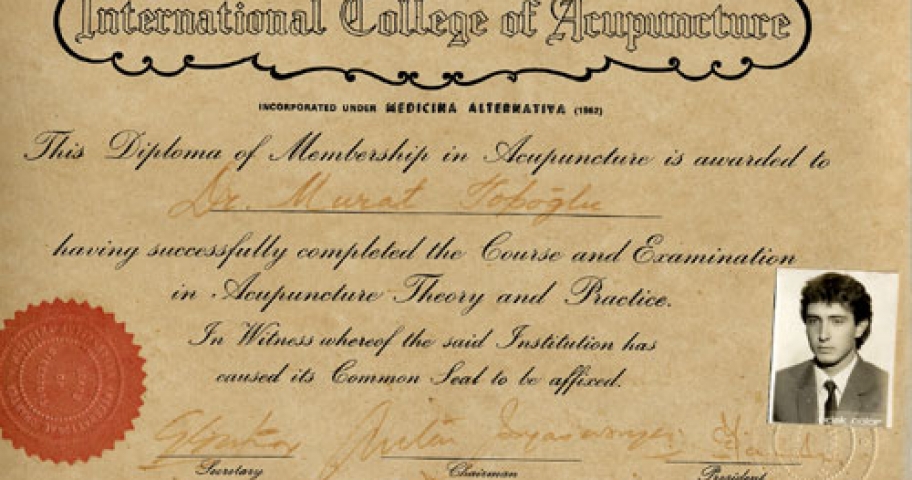 International College of Acupuncture
INCORPORATED UNDER MEDICINA ALTERNATIVA (1962)
This Diploma of Membership in Acupuncture is awarded to
Dr. Murat Topoğlu
having successfully completed the Course and Examination
in Acupuncture Theory and Practice.
In Witness whereof the said Institution has
caused its Common Seal to be affixed.
Secretary Chairman President